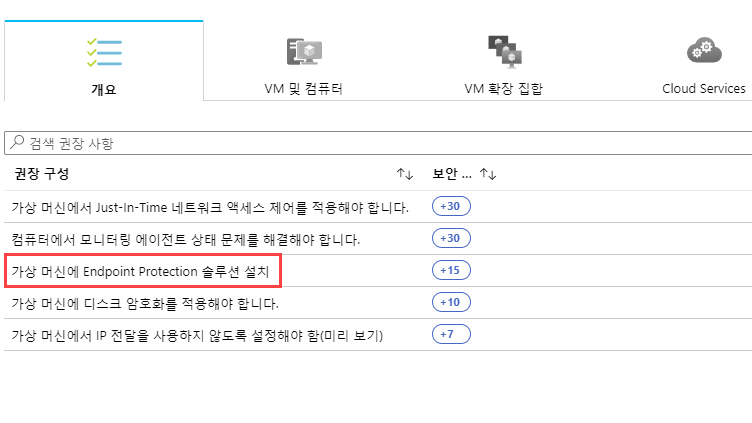 개요
VM 및 컴퓨터
VM 확장 집합
Cloud Services
검색 권장 사항
권장 구성
보안 ...
가상 머신에서 Just-In-Time 네트워크 액세스 제어를 적용해야 합니다.
+30
컴퓨터에서 모니터링 에이전트 상태 문제를 해결해야 합니다.
+30
가상 머신에 Endpoint Protection 솔루션 설치
+15
가상 머신에 디스크 암호화를 적용해야 합니다.
+10
가상 머신에서 IP 전달을 사용하지 않도록 설정해야 함(미리 보기)
+7